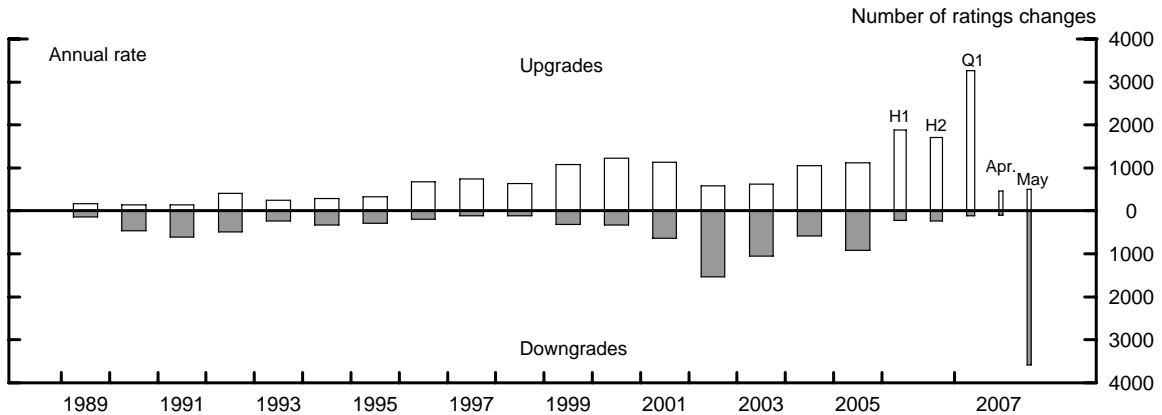 Number of ratings changes
Annual rate
Upgrades
Q1
H1
H2
Apr.
May
4000
3000
2000
1000
0
1000
2000
3000
4000
Downgrades
1989 1991 1993 1995 1997 1999 2001 2003 2005 2007